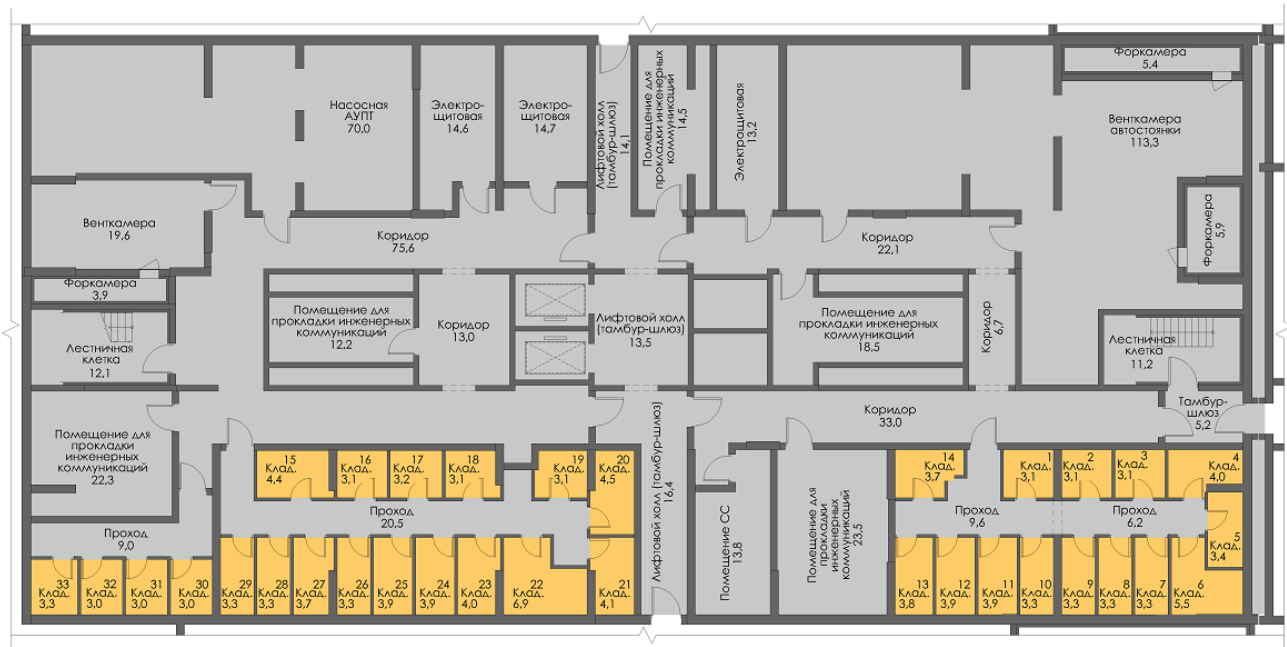 Форкамера
5,4
Насосная
АУПТ
70,0
Электро-
щитовая
14,6
Электро-
щитовая
14,7
Лифтовой холл
(тамбур-шлюз)
14,1
Помещение для
прокладки инженерных
коммуникаций
14,5
Электрощитовая
13,2
Венткамера
автостоянки
113,3
Венткамера
19,6
Коридор
75,6
Коридор
22,1
Форкамера
5,9
Форкамера
3,9
Помещение для
прокладки инженерных
коммуникаций
12,2
Коридор
13,0
Лифтовой холл
(тамбур-шлюз)
13,5
Помещение для
прокладки инженерных
коммуникаций
18,5
Коридор
6,7
Лестничная
клетка
12,1
Лестничная
клетка
11,2
Помещение для
прокладки
инженерных
коммуникаций
22,3
Лифтовой холл (тамбур-шлюз)
16,4
Коридор
33,0
Тамбур-
шлюз
5,2
15
Клад.
4,4
16
Клад.
3,1
17
Клад.
3,2
18
Клад.
3,1
19
Клад.
3,1
20
Клад.
4,5
14
Клад.
3,7
1
Клад.
3,1
2
Клад.
3,1
3
Клад.
3,1
4
Клад.
4,0
Проход
9,0
Проход
20,5
Помещение СС
13,8
Помещение для
прокладки
инженерных
коммуникаций
23,5
Проход
9,6
Проход
6,2
5
Клад.
3,4
33
Клад.
3,3
32
Клад.
3,0
31
Клад.
3,0
30
Клад.
3,0
29
Клад.
3,3
28
Клад.
3,3
27
Клад.
3,7
26
Клад.
3,3
25
Клад.
3,9
24
Клад.
3,9
23
Клад.
4,0
22
Клад.
6,9
21
Клад.
4,1
13
Клад.
3,8
12
Клад.
3,9
11
Клад.
3,9
10
Клад.
3,3
9
Клад.
3,3
8
Клад.
3,3
7
Клад.
3,3
6
Клад.
5,5